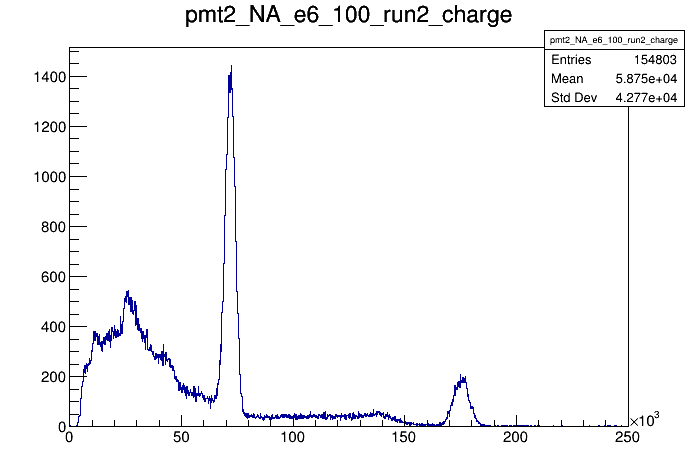 pmt2_NA_e6_100_run2_charge
pmt2_NA_e6_100_run2_charge
Entries 154803
Mean 5.875e+04
Std Dev 4.277e+04
1400
1200
1000
800
600
400
200
0
0 50 100 150 200 250
×10³